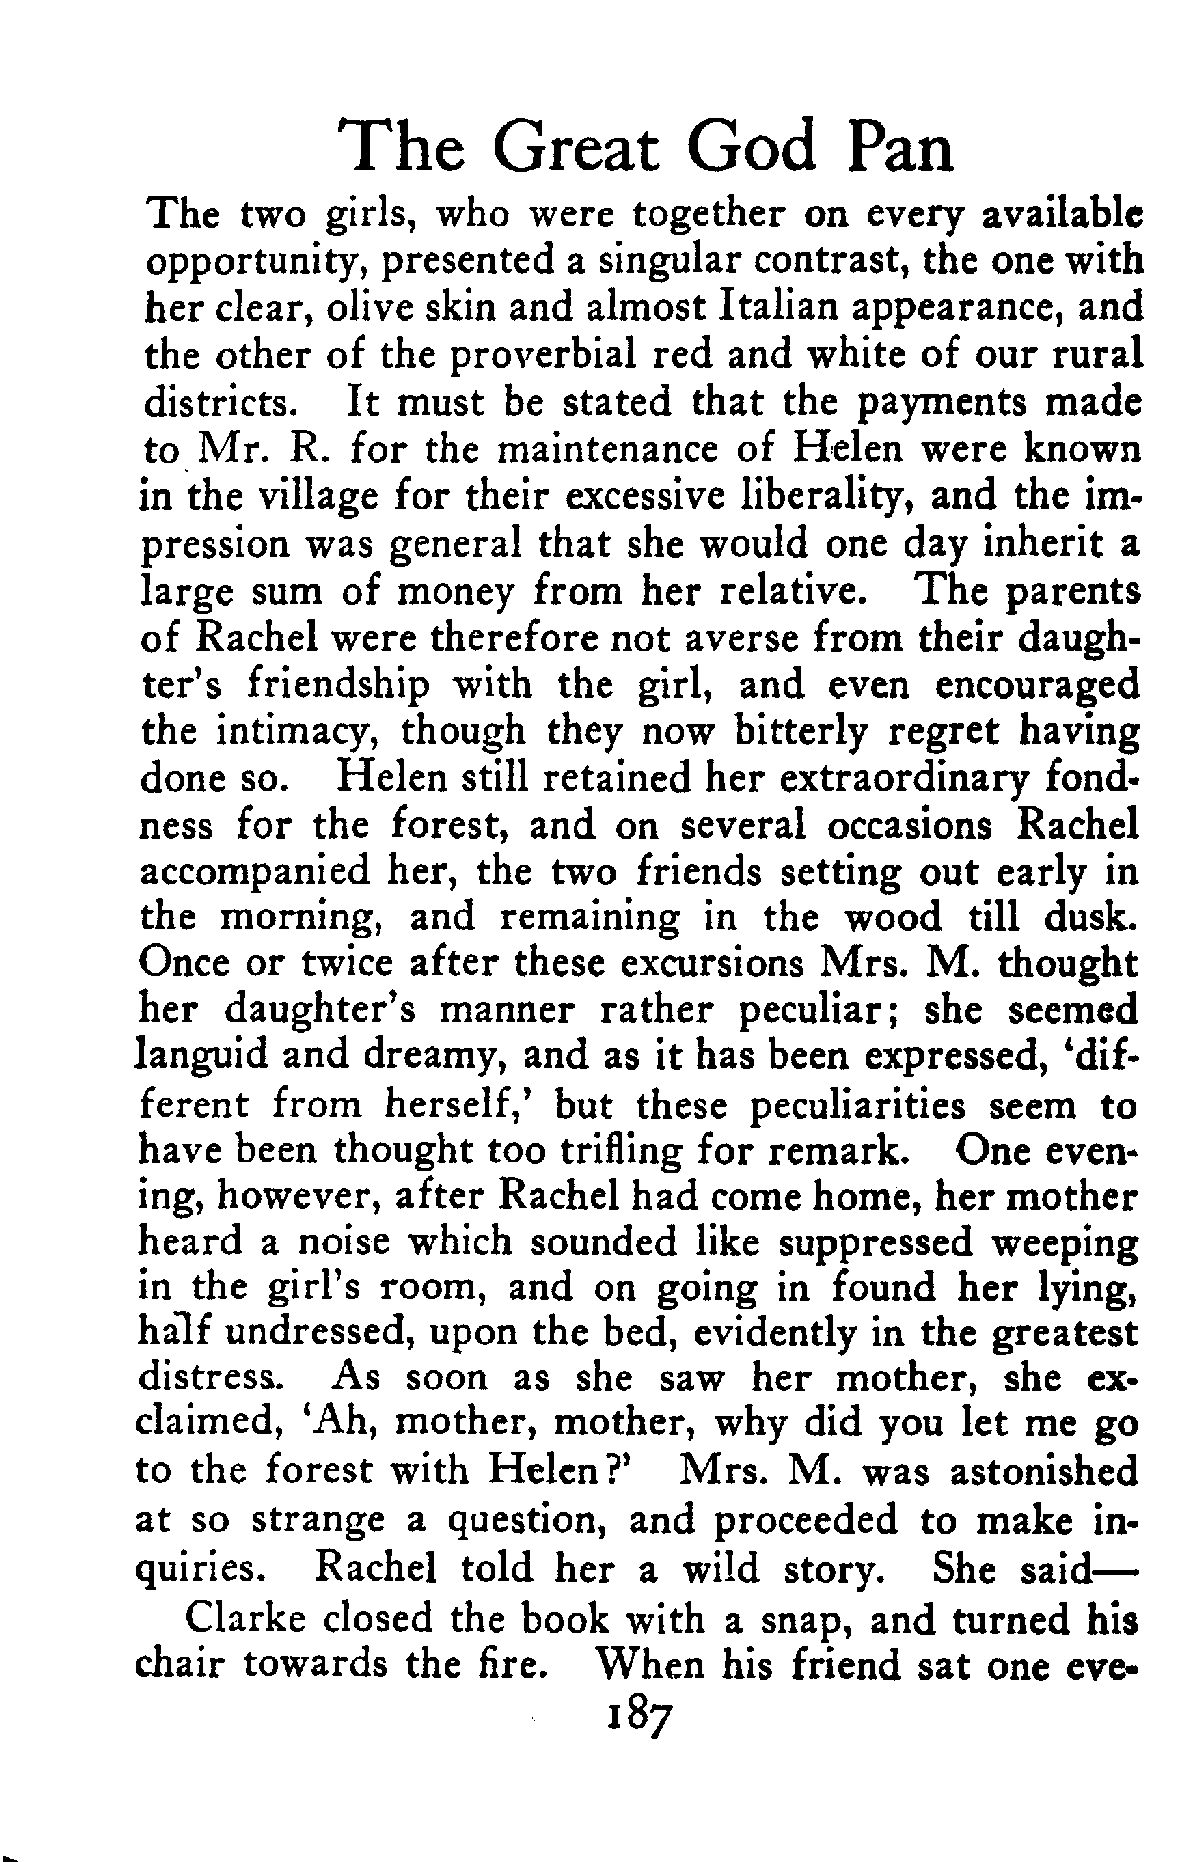 The Great God Pan
The two girls, who were together on every available
opportunity, presented a singular contrast, the one with
her clear, olive skin and almost Italian appearance, and
the other of the proverbial red and white of our rural
districts. It must be stated that the payments made
to Mr. R. for the maintenance of Helen were known
in the village for their excessive liberality, and the im-
pression was general that she would one day inherit a
large sum of money from her relative. The parents
of Rachel were therefore not averse from their daugh-
ter's friendship with the girl, and even encouraged
the intimacy, though they now bitterly regret having
done so. Helen still retained her extraordinary fond-
ness for the forest, and on several occasions Rachel
accompanied her, the two friends setting out early in
the morning, and remaining in the wood till dusk.
Once or twice after these excursions Mrs. M. thought
her daughter's manner rather peculiar; she seemed
languid and dreamy, and as it has been expressed, 'dif-
ferent from herself,' but these peculiarities seem to
have been thought too trifling for remark. One even-
ing, however, after Rachel had come home, her mother
heard a noise which sounded like suppressed weeping
in the girl's room, and on going in found her lying,
half undressed, upon the bed, evidently in the greatest
distress. As soon as she saw her mother, she ex-
claimed, 'Ah, mother, mother, why did you let me go
to the forest with Helen?' Mrs. M. was astonished
at so strange a question, and proceeded to make in-
quiries. Rachel told her a wild story. She said—
Clarke closed the book with a snap, and turned his
chair towards the fire. When his friend sat one eve-
187